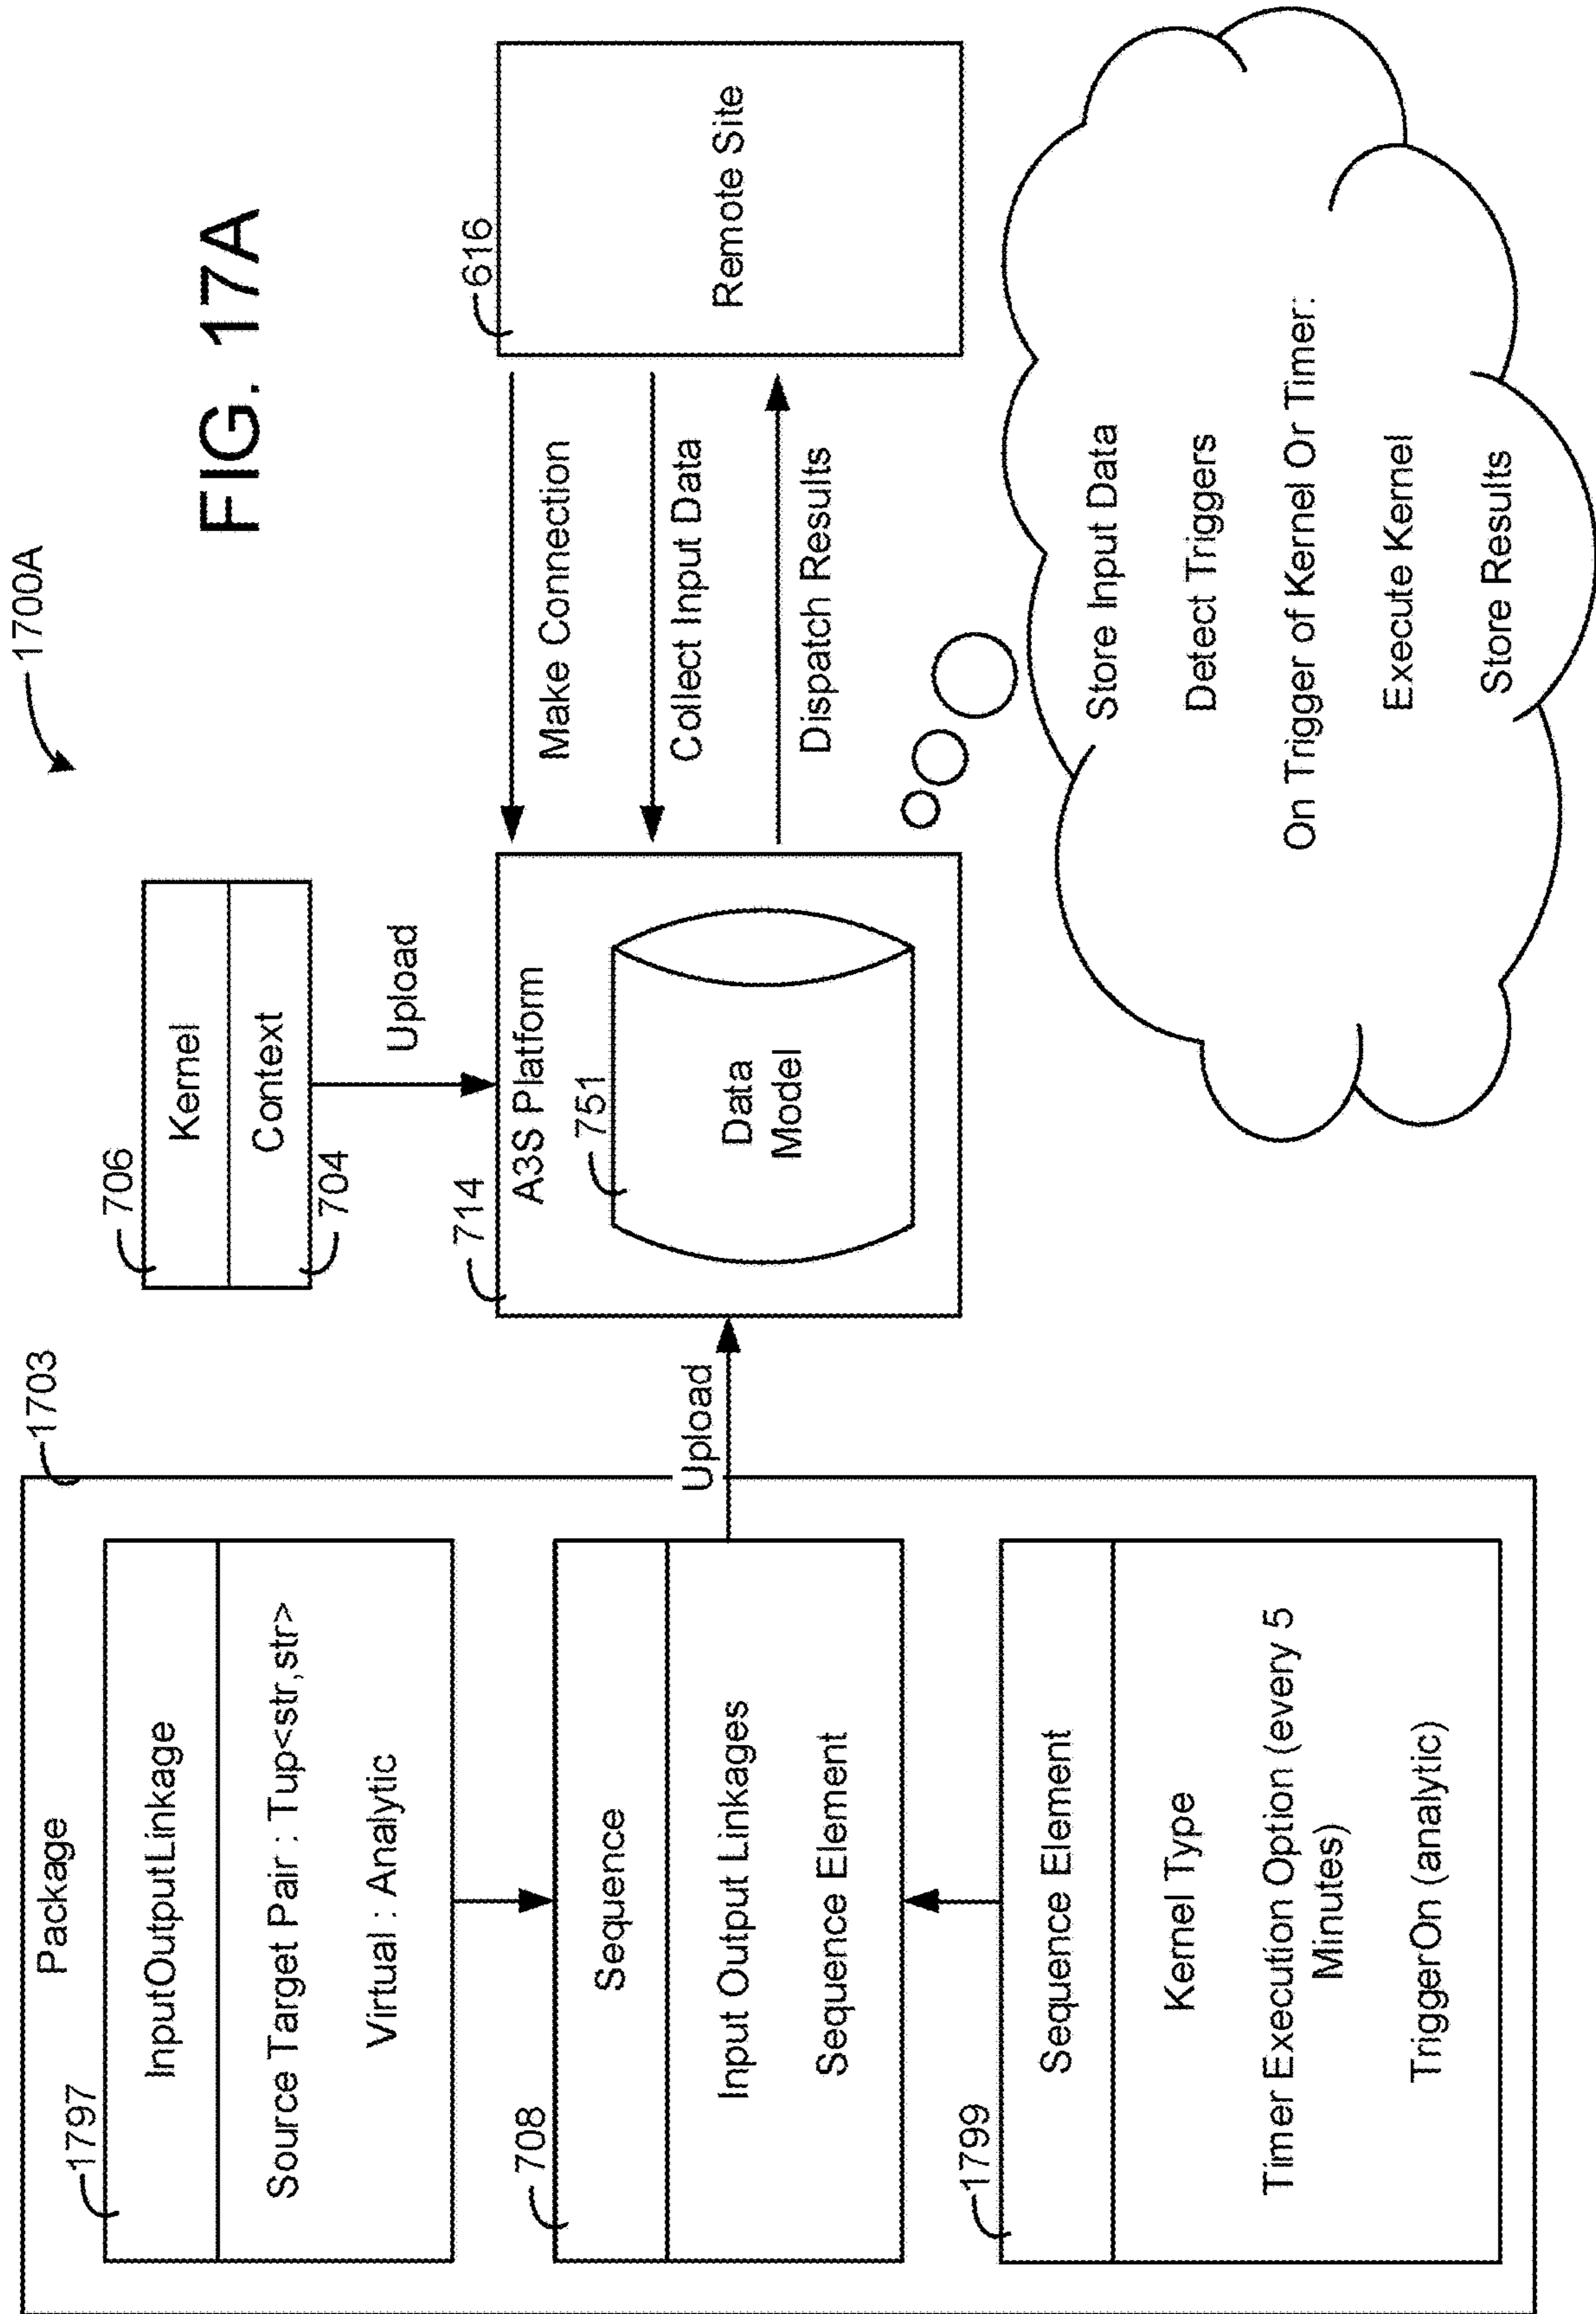 1700A
FIG. 17A
Package
1703
1797
InputOutputLinkage
Source Target Pair : Tup<str,str>
Virtual : Analytic
708
Sequence
Input Output Linkages
Sequence Element
1799
Sequence Element
Kernel Type
Timer Execution Option (every 5
Minutes)
TriggerOn (analytic)
Upload
706
Kernel
Context
704
Upload
714
A3S Platform
751
Data
Model
Make Connection
Collect Input Data
Dispatch Results
616
Remote Site
Store Input Data
Detect Triggers
On Trigger of Kernel Or Timer:
Execute Kernel
Store Results